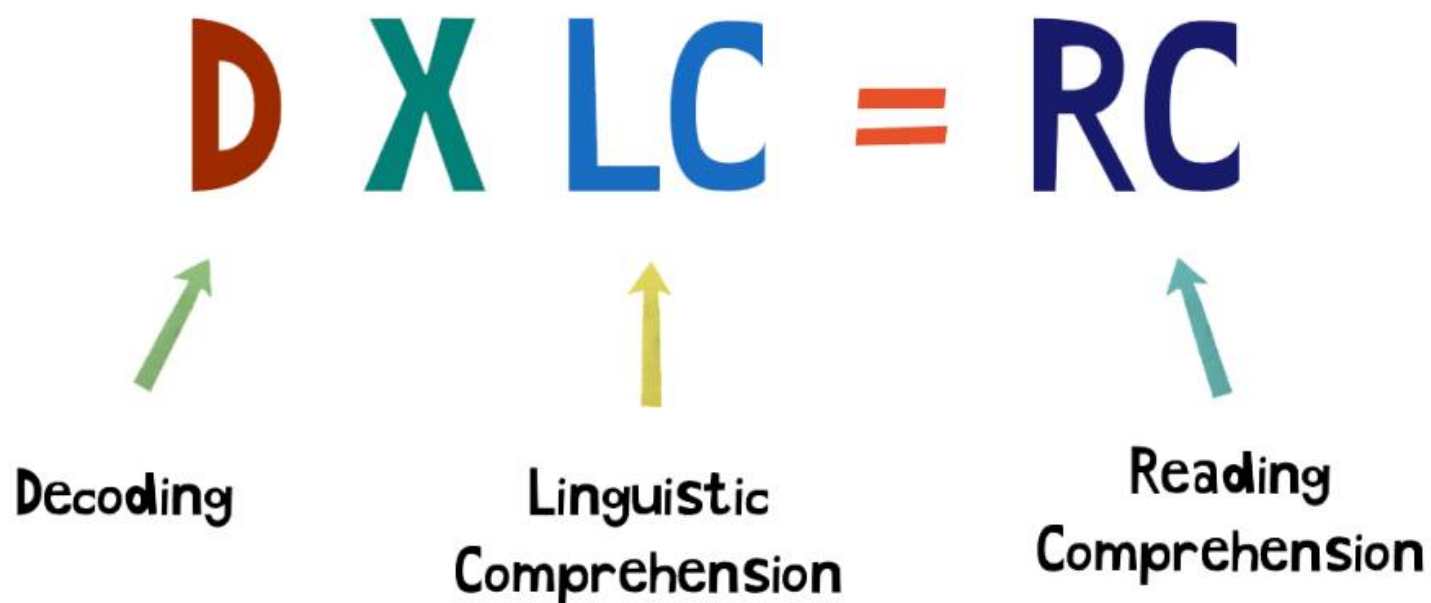 D X LC = RC
Decoding
Linguistic
Comprehension
Reading
Comprehension